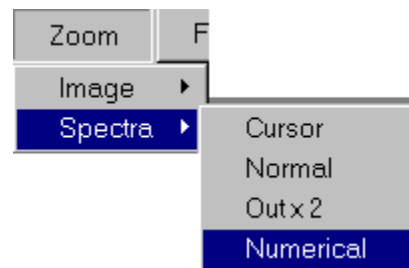 Zoom F
Image
Spectra
Cursor
Normal
Out x 2
Numerical